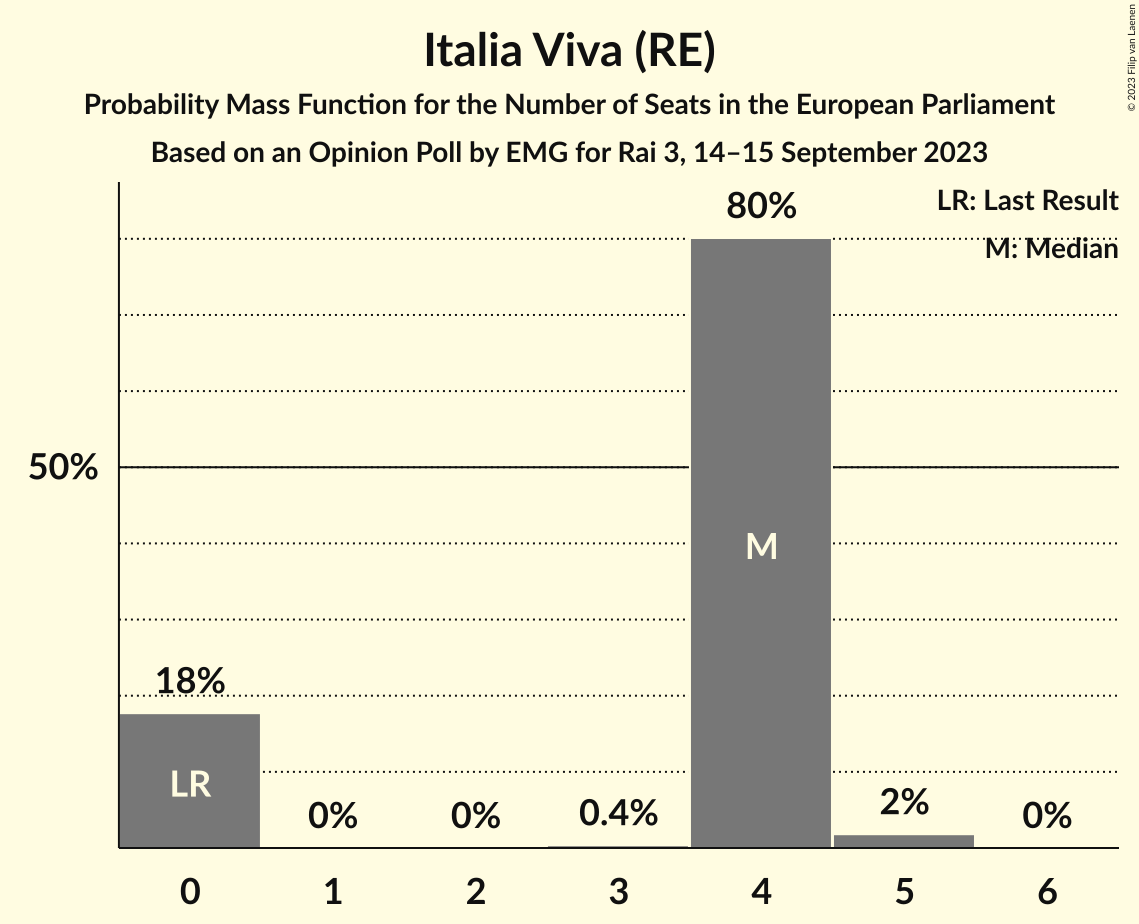 Italia Viva (RE)
Probability Mass Function for the Number of Seats in the European Parliament
Based on an Opinion Poll by EMG for Rai 3, 14–15 September 2023
© 2023 Filip van Laenen
LR: Last Result
M: Median
80%
50%
M
18%
LR
0%
0%
0.4%
2%
0%
0 1 2 3 4 5 6